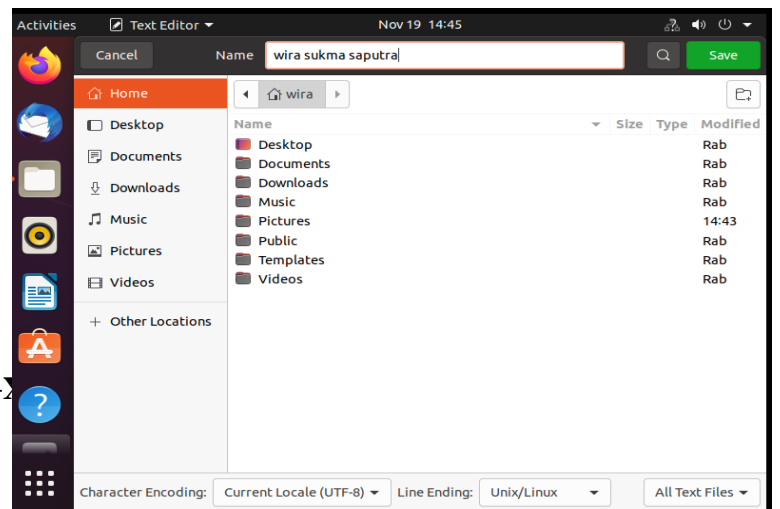 Activities Text Editor Nov 19 14:45
Cancel Name wira sukma saputra Save
Home wira
Desktop
Documents
Downloads
Music
Pictures
Videos
+ Other Locations
Name Size Type Modified
Desktop Rab
Documents Rab
Downloads Rab
Music Rab
Pictures 14:43
Public Rab
Templates Rab
Videos Rab
Character Encoding: Current Locale (UTF-8) Line Ending: Unix/Linux All Text Files